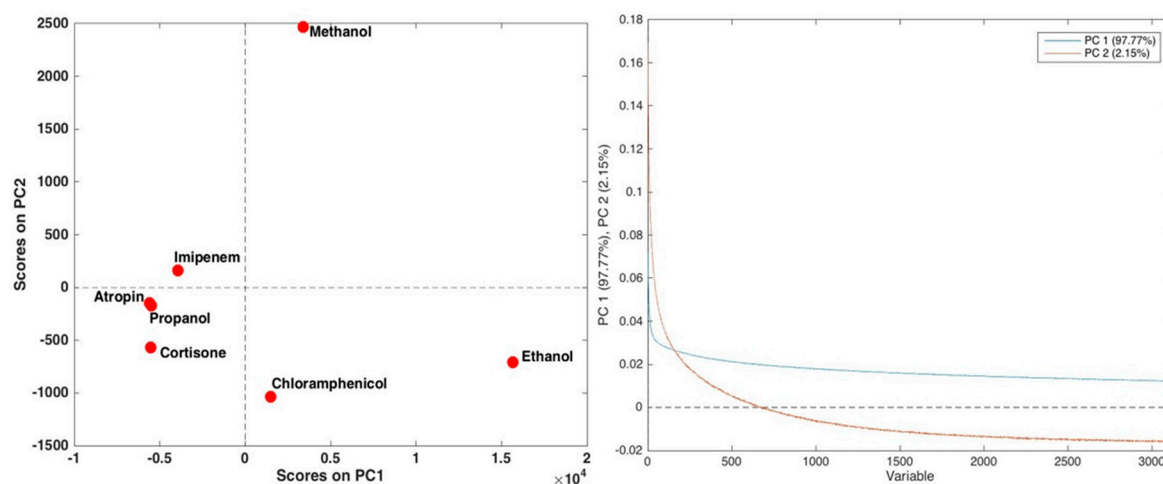 2500
2000
1500
1000
500
0
-500
-1000
-1500
-1
-0.5
0
0.5
1
1.5
2
×10⁴
Scores on PC1
Scores on PC2
Methanol
Imipenem
Atropin
Propanol
Cortisone
Chloramphenicol
Ethanol
0.18
0.16
0.14
0.12
0.1
0.08
0.06
0.04
0.02
0
-0.02
0
500
1000
1500
2000
2500
3000
Variable
PC 1 (97.77%), PC 2 (2.15%)
PC 1 (97.77%)
PC 2 (2.15%)